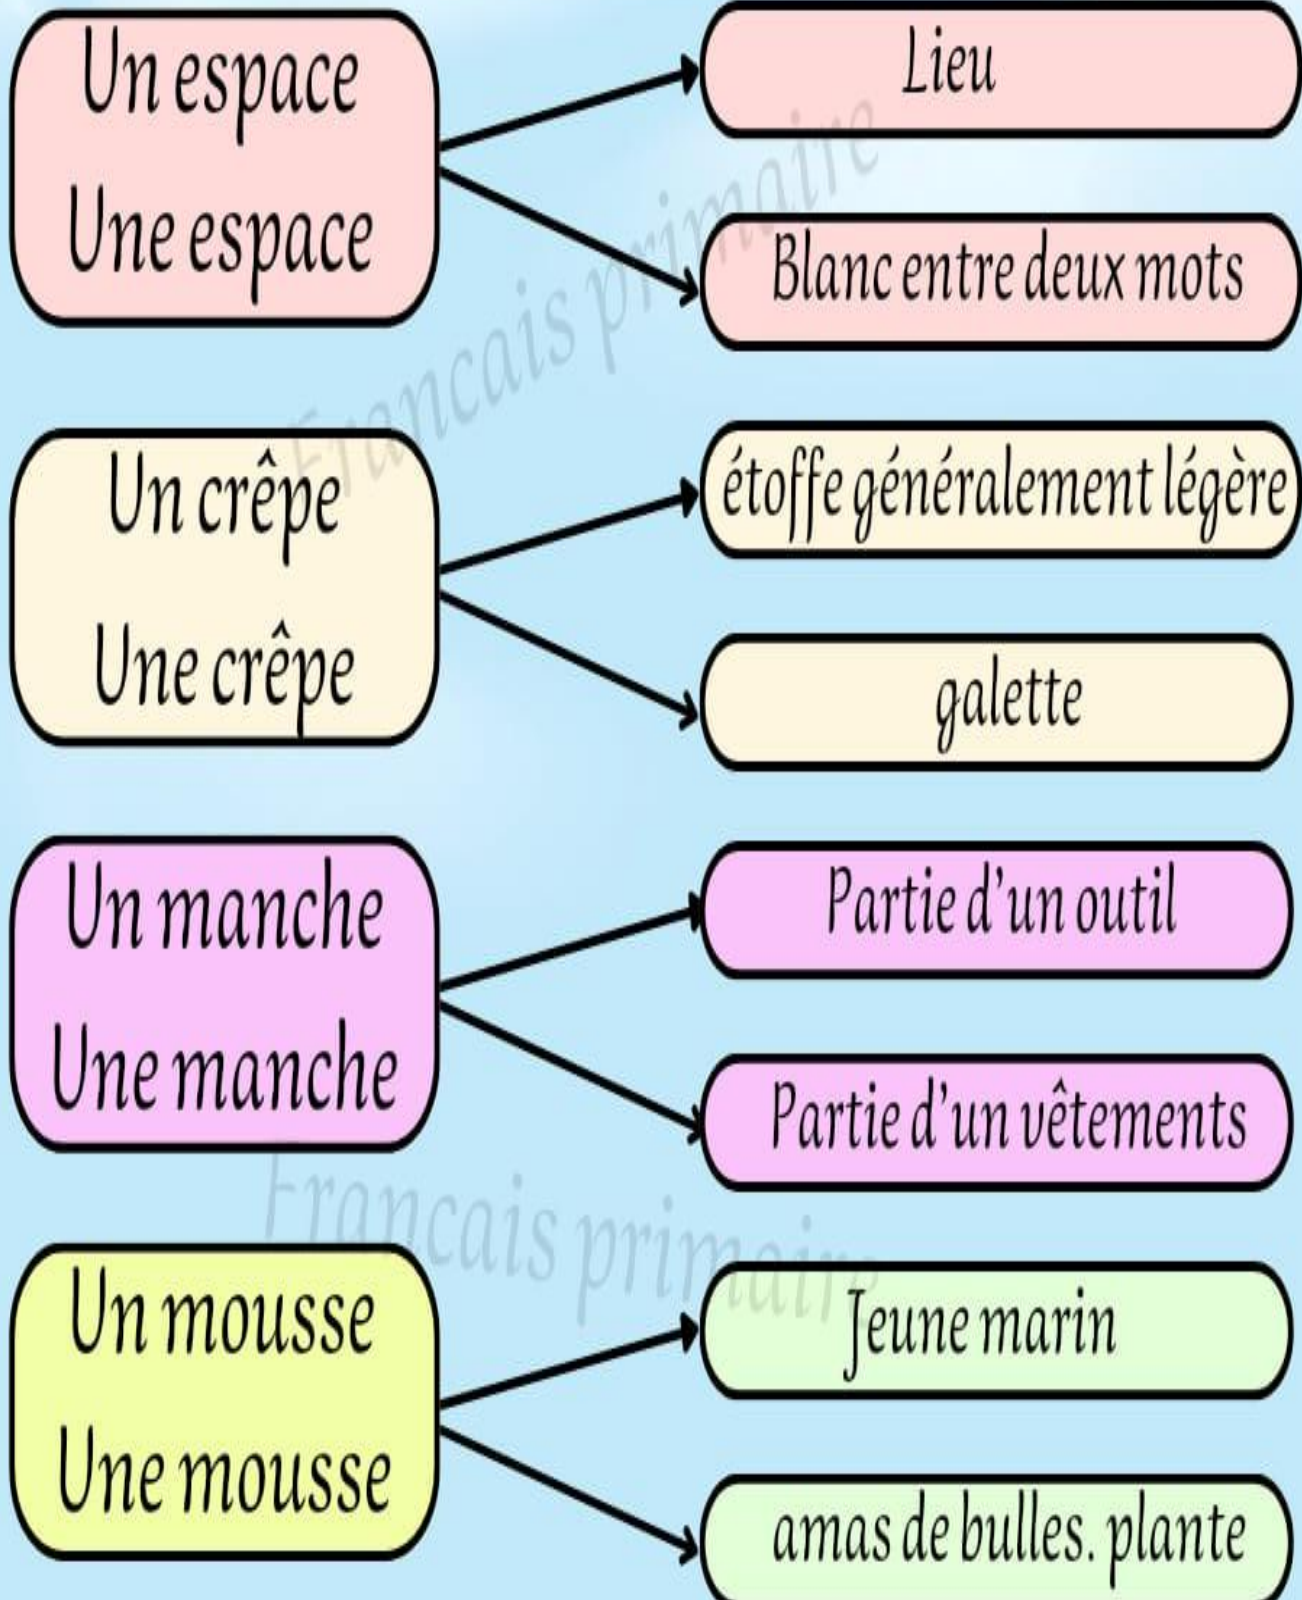 Un espace
Une espace
Lieu
Blanc entre deux mots
Francais primaire
Un crêpe
Une crêpe
étoffe généralement légère
galette
Un manche
Une manche
Partie d'un outil
Partie d'un vêtements
Francais primaire
Un mousse
Une mousse
Jeune marin
amas de bulles. plante